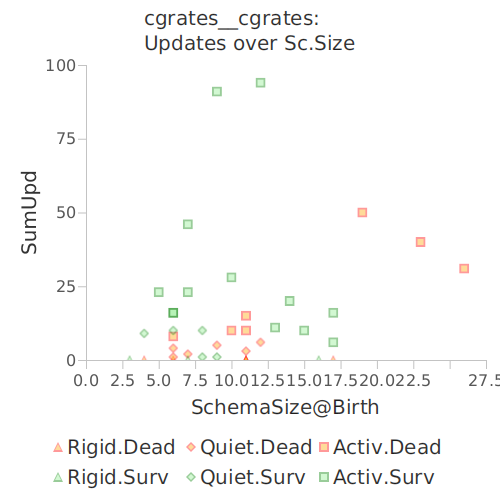 cgrates__cgrates:
Updates over Sc.Size
100
75
50
25
0
SumUpd
0.0 2.5 5.0 7.5 10.0 12.5 15.0 17.5 20.0 22.5 27.5
SchemaSize@Birth
Rigid.Dead Quiet.Dead Activ.Dead
Rigid.Surv Quiet.Surv Activ.Surv